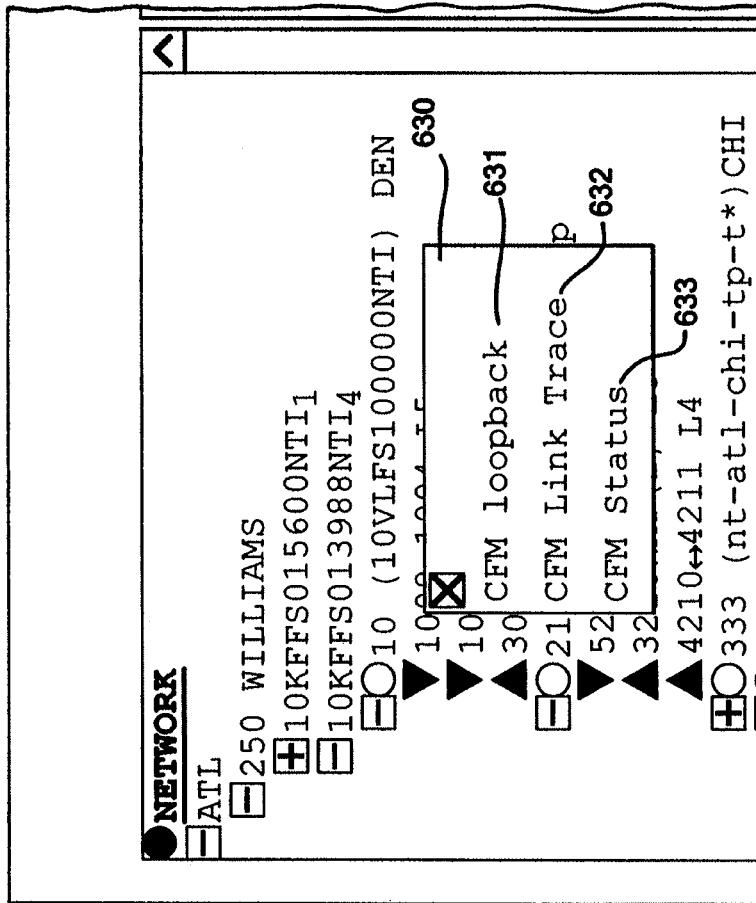 NETWORK
ATL
250 WILLIAMS
10KFFS015600NTI1
10KFFS013988NTI4
10 (10VLFS100000NTI) DEN
10
10
30
21 p
52
32
4210↔4211 L4
333 (nt-atl-chi-tp-t*)CHI
CFM loopback
CFM Link Trace
CFM Status
630
631
632
633